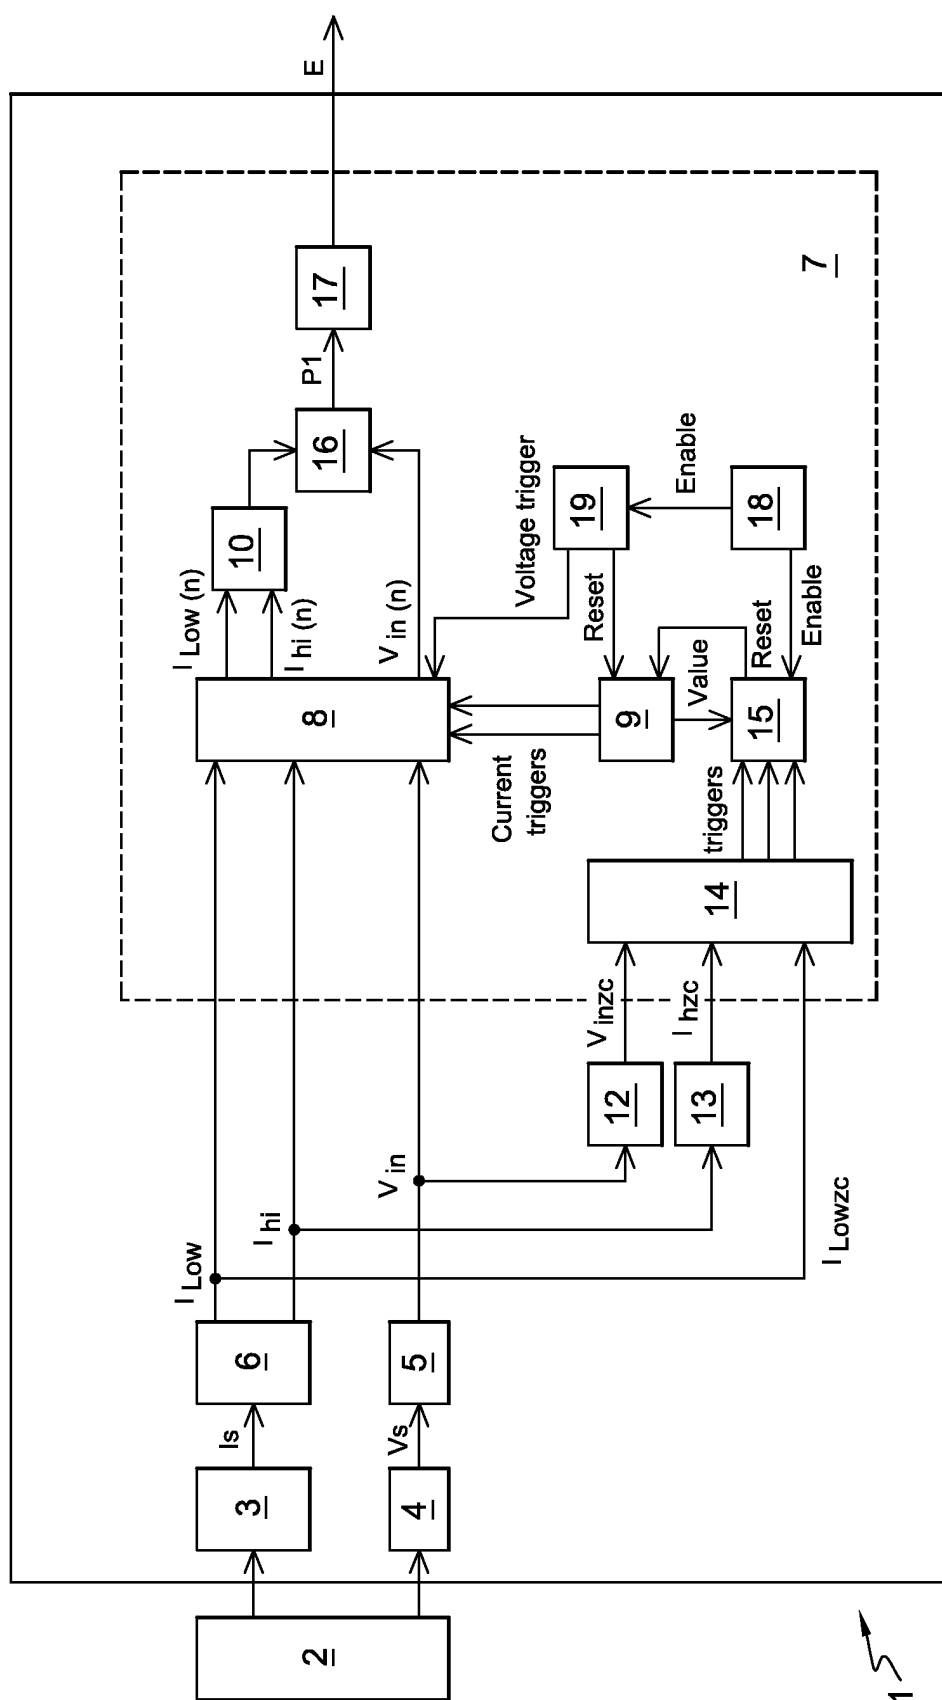 E
17
7
P1
16
10
I Low (n)
I hi (n)
V in (n)
Voltage trigger
19
Enable
18
Reset
Enable
Reset
Value
8
9
15
Current
triggers
triggers
14
V inzc
I hzc
12
13
V in
I hi
I Low
I Lowzc
6
5
Is
Vs
3
4
2
1